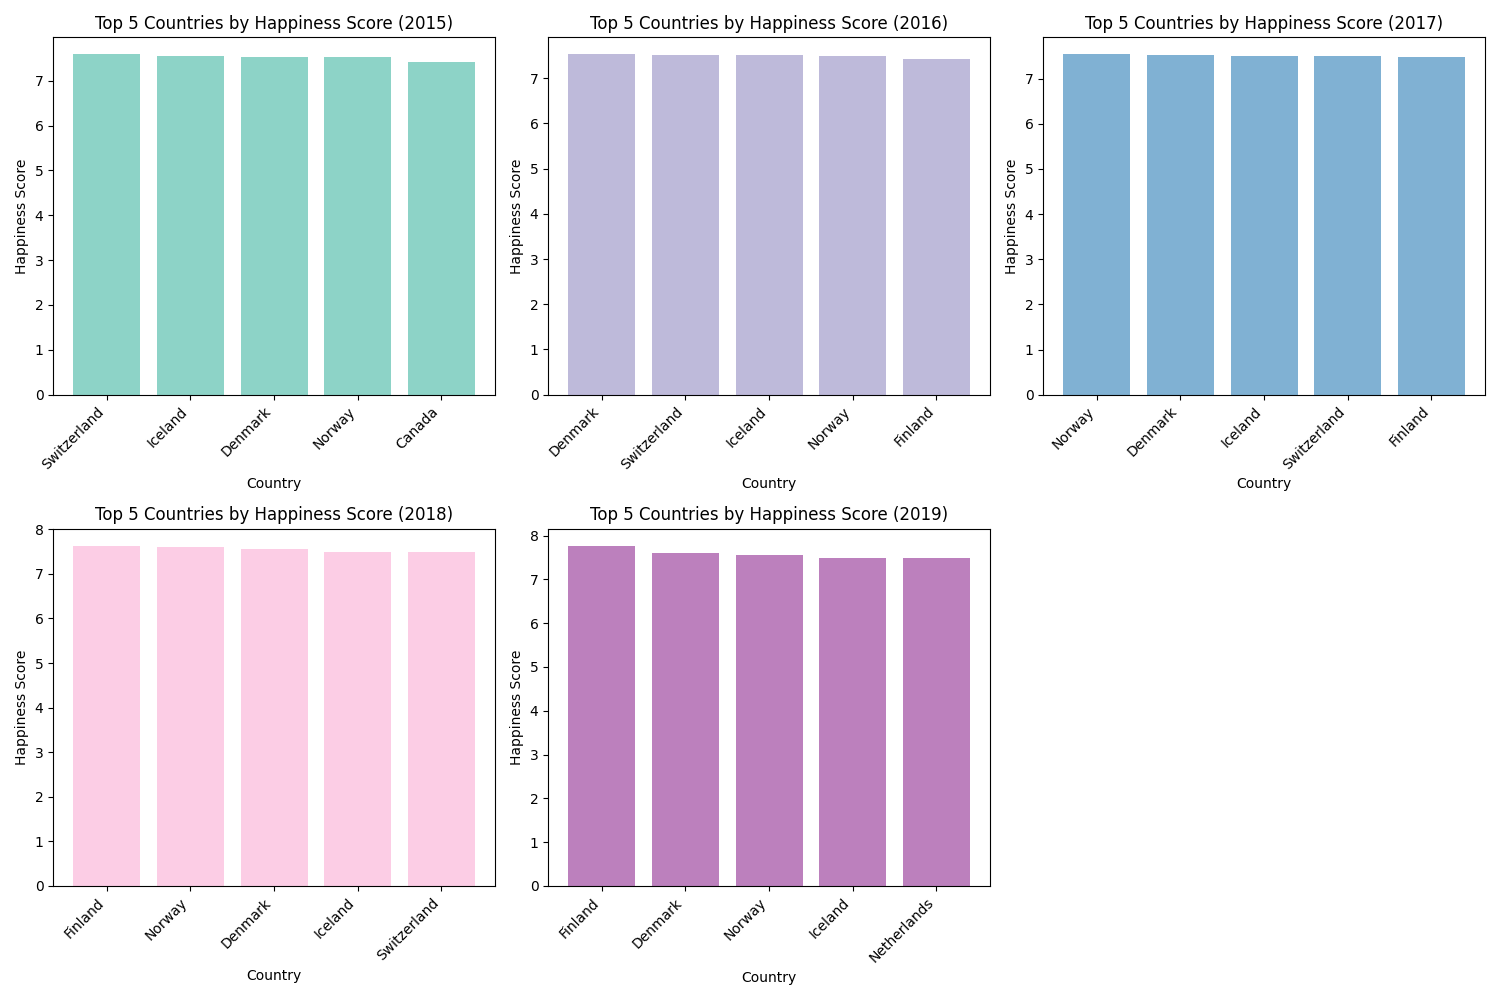 Top 5 Countries by Happiness Score (2015)
Happiness Score
7
6
5
4
3
2
1
0
Switzerland
Iceland
Denmark
Norway
Canada
Country
Top 5 Countries by Happiness Score (2016)
Happiness Score
7
6
5
4
3
2
1
0
Denmark
Switzerland
Iceland
Norway
Finland
Country
Top 5 Countries by Happiness Score (2017)
Happiness Score
7
6
5
4
3
2
1
0
Norway
Denmark
Iceland
Switzerland
Finland
Country
Top 5 Countries by Happiness Score (2018)
Happiness Score
8
7
6
5
4
3
2
1
0
Finland
Norway
Denmark
Iceland
Switzerland
Country
Top 5 Countries by Happiness Score (2019)
Happiness Score
8
7
6
5
4
3
2
1
0
Finland
Denmark
Norway
Iceland
Netherlands
Country